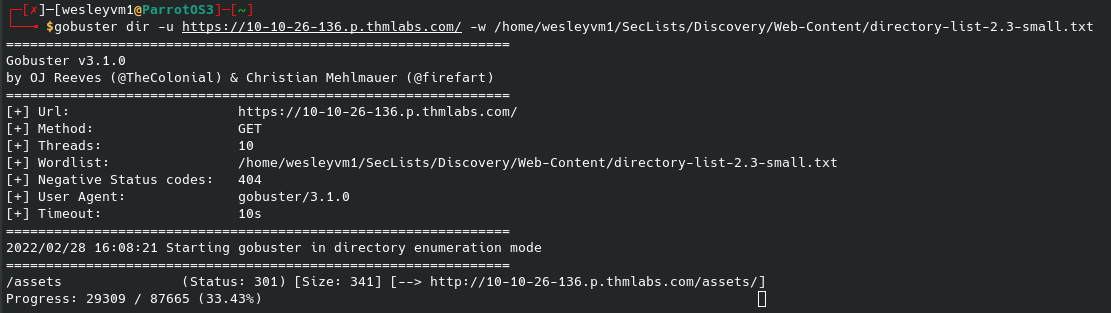 ┌─[✗]─[wesleyvm1@ParrotOS3]─[~]
└──╼ $gobuster dir -u https://10-10-26-136.p.thmlabs.com/ -w /home/wesleyvm1/SecLists/Discovery/Web-Content/directory-list-2.3-small.txt
===============================================================
Gobuster v3.1.0
by OJ Reeves (@TheColonial) & Christian Mehlmauer (@firefart)
===============================================================
[+] Url:                     https://10-10-26-136.p.thmlabs.com/
[+] Method:                  GET
[+] Threads:                 10
[+] Wordlist:                /home/wesleyvm1/SecLists/Discovery/Web-Content/directory-list-2.3-small.txt
[+] Negative Status codes:   404
[+] User Agent:              gobuster/3.1.0
[+] Timeout:                 10s
===============================================================
2022/02/28 16:08:21 Starting gobuster in directory enumeration mode
===============================================================
/assets               (Status: 301) [Size: 341] [--> http://10-10-26-136.p.thmlabs.com/assets/]
Progress: 29309 / 87665 (33.43%)